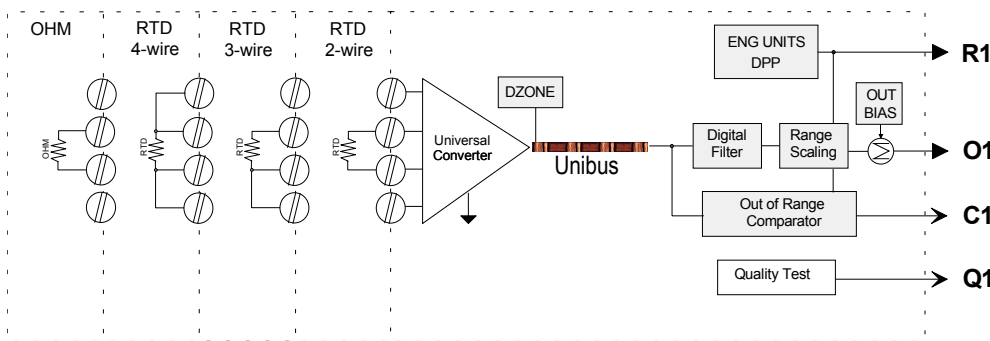 OHM
RTD
4-wire
RTD
3-wire
RTD
2-wire
OHM
RTD
RTD
RTD
Universal
Converter
DZONE
Unibus
ENG UNITS
DPP
R1
OUT
BIAS
Digital
Filter
Range
Scaling
Σ
O1
Out of Range
Comparator
C1
Quality Test
Q1